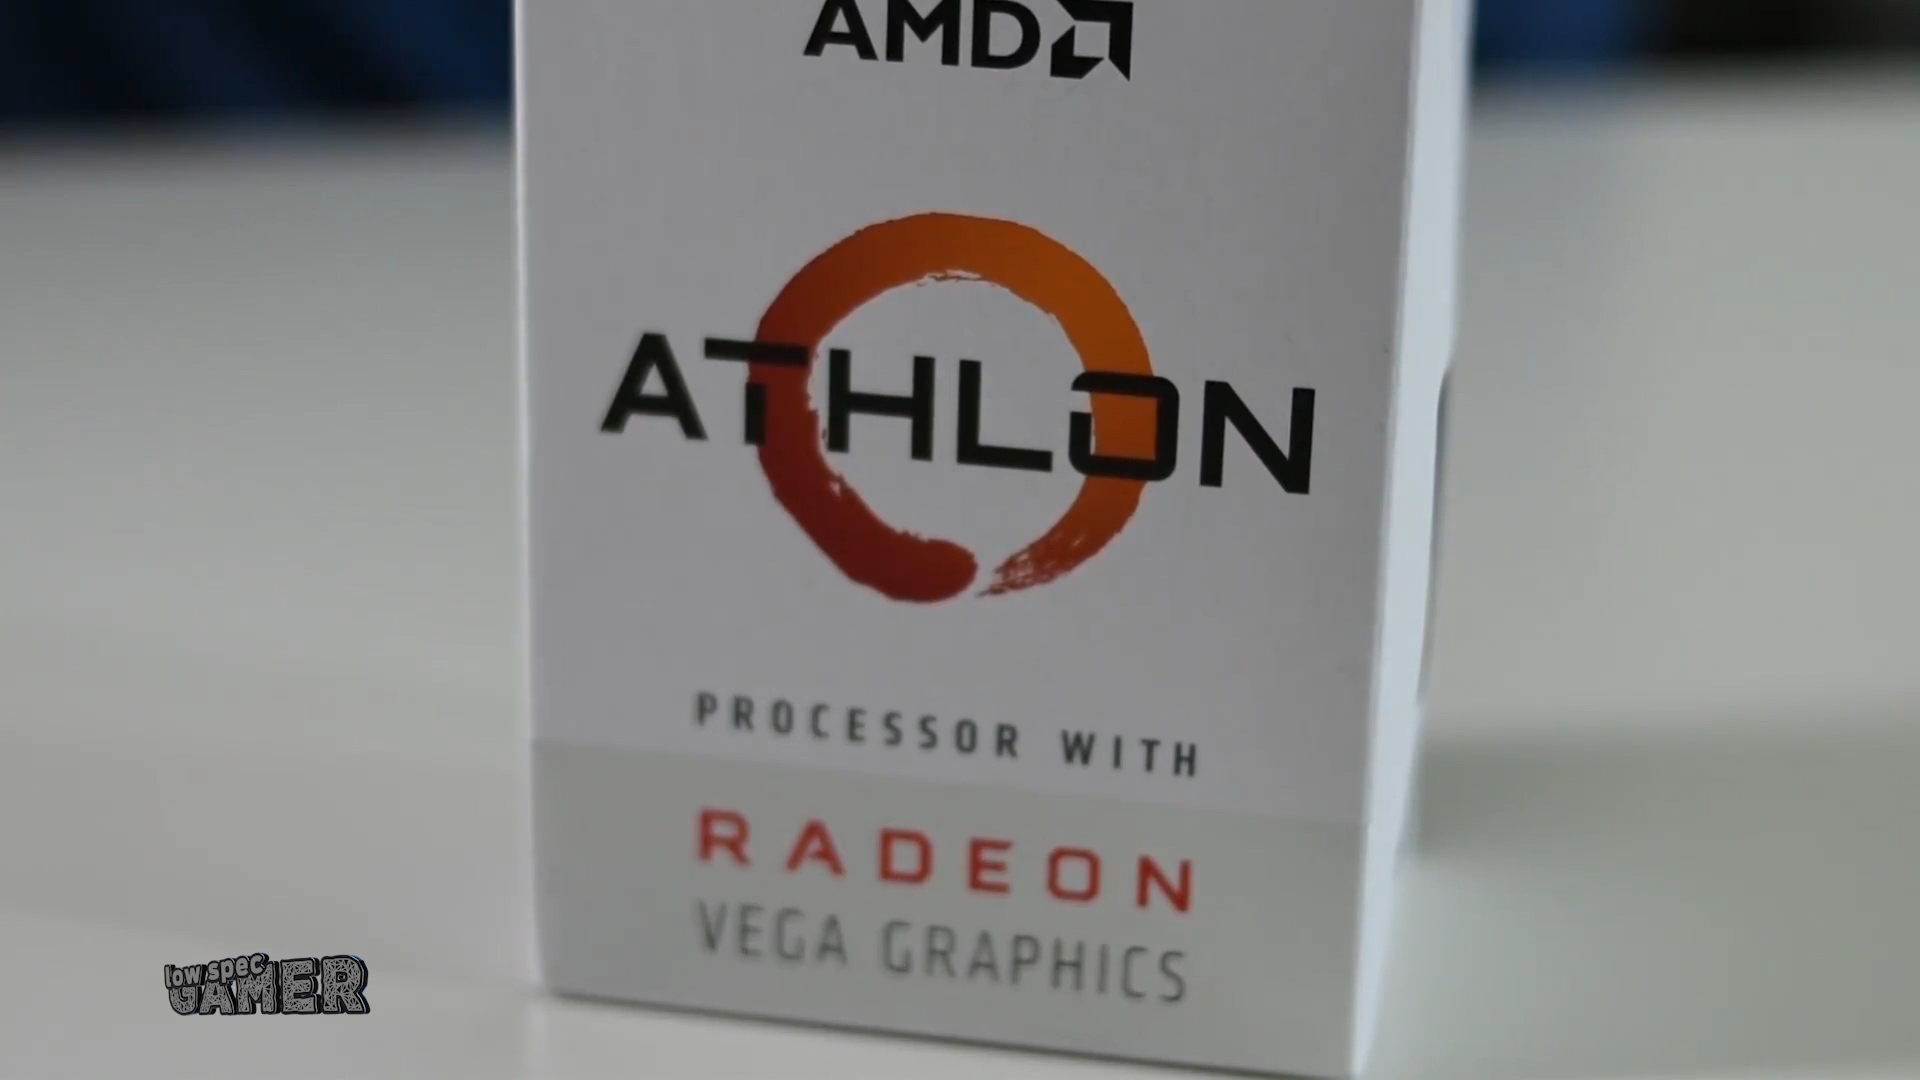 AMD
ATHLON
PROCESSOR WITH
RADEON
VEGA GRAPHICS
low spec
GAMER